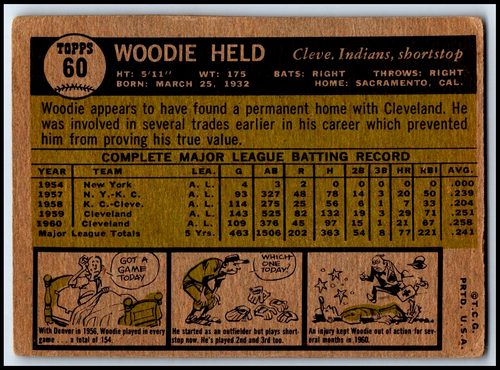 TOPPS
60
WOODIE HELD
Cleve. Indians, shortstop
HT: 5'11" WT: 175 BATS: RIGHT THROWS: RIGHT
BORN: MARCH 25, 1932 HOME: SACRAMENTO, CAL.
Woodie appears to have found a permanent home with Cleveland. He
was involved in several trades earlier in his career which prevented
him from proving his true value.
COMPLETE MAJOR LEAGUE BATTING RECORD
YEAR TEAM LEA. G AB R H 2B 3B HR RBI AVG.
1954 New York A. L. 4 3 2 0 0 0 0 0 .000
1957 N. Y.-K. C. A. L. 93 327 48 78 14 3 20 50 .239
1958 K. C.-Cleve. A. L. 114 275 25 56 6 1 7 33 .204
1959 Cleveland A. L. 143 525 82 132 19 3 29 71 .251
1960 Cleveland A. L. 109 376 45 97 15 1 21 67 .258
Major League Totals 5 Yrs. 463 1506 202 363 54 8 77 221 .241
GOT A
GAME
TODAY
With Denver in 1956, Woodie played in every
game . . . a total of 154.
WHICH
ONE
TODAY?
He started as an outfielder but plays short-
stop now. He's played 2nd and 3rd too.
An injury kept Woodie out of action for sev-
eral months in 1960.
©T.C.G.
PRTD. U.S.A.